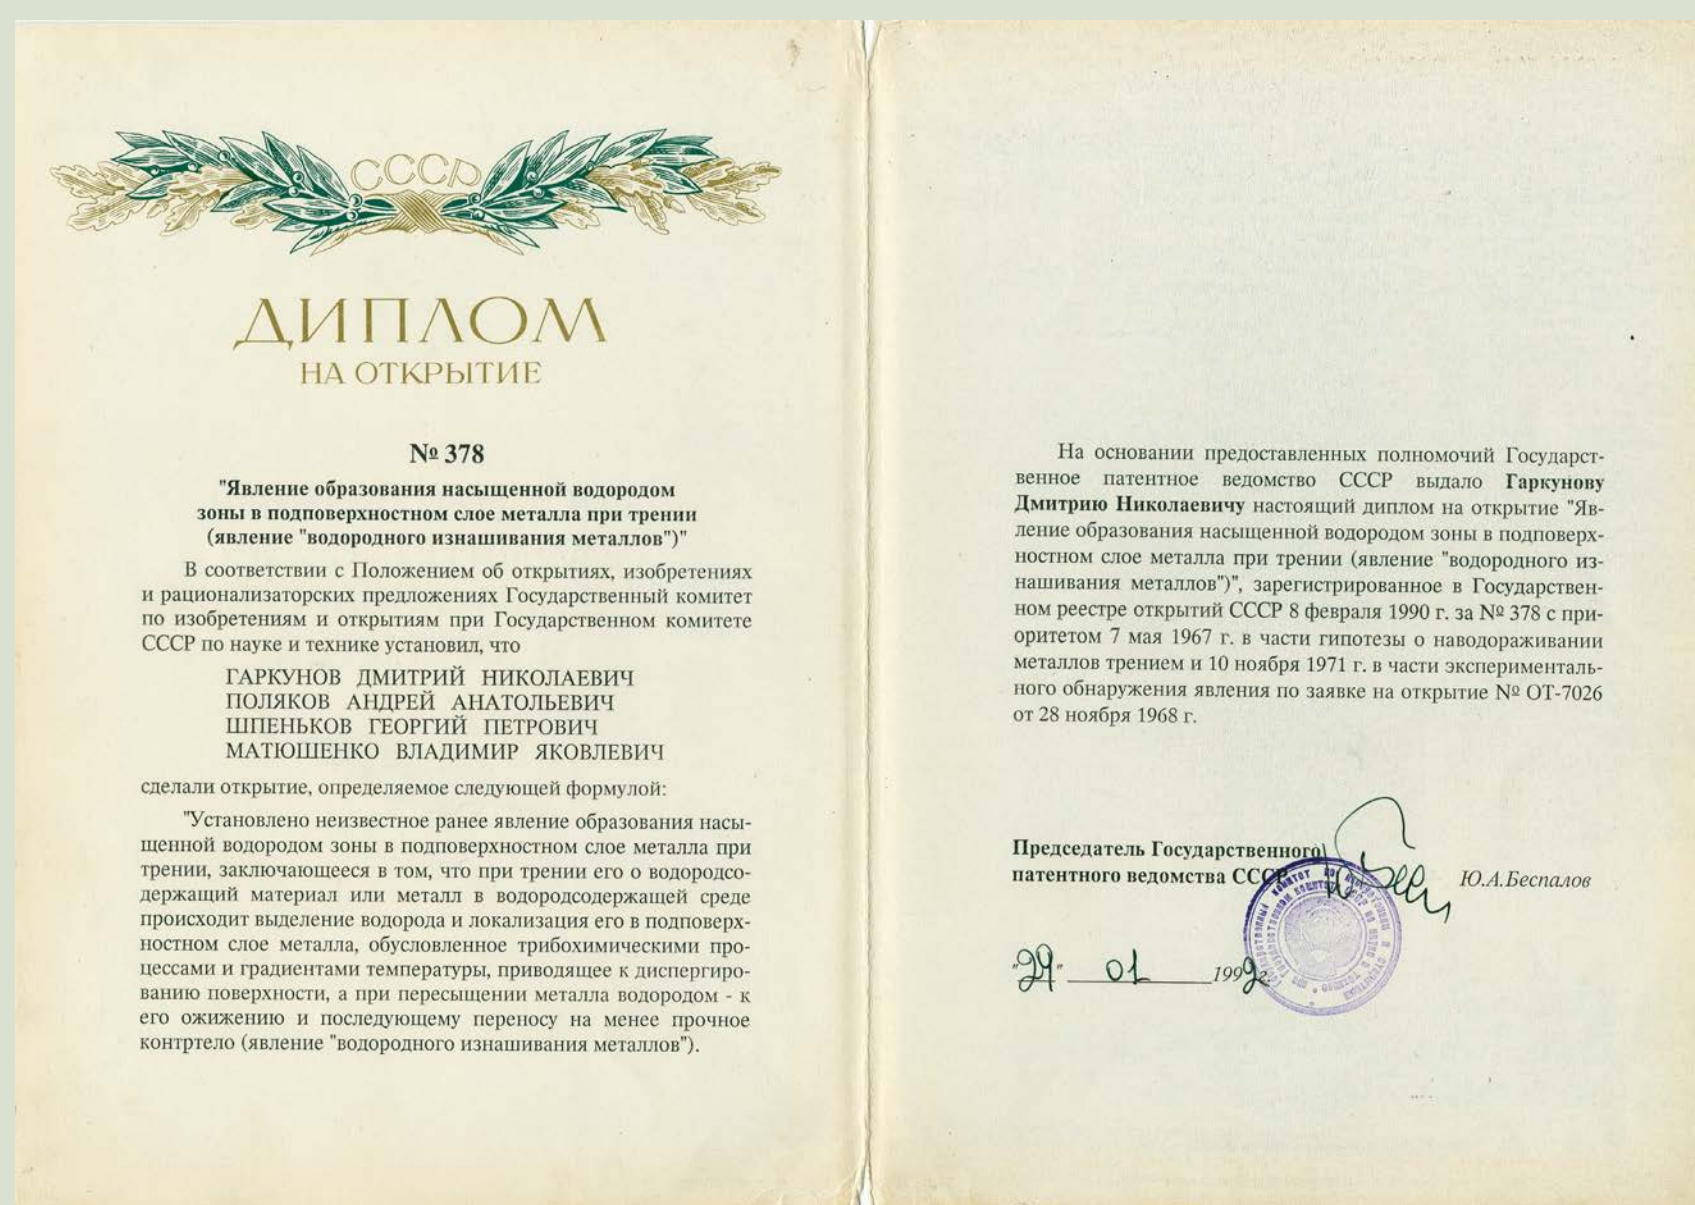 СССР
ДИПЛОМ
НА ОТКРЫТИЕ
№ 378
"Явление образования насыщенной водородом
зоны в подповерхностном слое металла при трении
(явление "водородного изнашивания металлов")"
В соответствии с Положением об открытиях, изобретениях
и рационализаторских предложениях Государственный комитет
по изобретениям и открытиям при Государственном комитете
СССР по науке и технике установил, что
ГАРКУНОВ ДМИТРИЙ НИКОЛАЕВИЧ
ПОЛЯКОВ АНДРЕЙ АНАТОЛЬЕВИЧ
ШПЕНЬКОВ ГЕОРГИЙ ПЕТРОВИЧ
МАТЮШЕНКО ВЛАДИМИР ЯКОВЛЕВИЧ
сделали открытие, определяемое следующей формулой:
"Установлено неизвестное ранее явление образования насы-
щенной водородом зоны в подповерхностном слое металла при
трении, заключающееся в том, что при трении его о водородсо-
держащий материал или металл в водородсодержащей среде
происходит выделение водорода и локализация его в подповерх-
ностном слое металла, обусловленное трибохимическими про-
цессами и градиентами температуры, приводящее к диспергиро-
ванию поверхности, а при пересыщении металла водородом - к
его ожижению и последующему переносу на менее прочное
контртело (явление "водородного изнашивания металлов").
На основании предоставленных полномочий Государст-
венное патентное ведомство СССР выдало Гаркунову
Дмитрию Николаевичу настоящий диплом на открытие "Яв-
ление образования насыщенной водородом зоны в подповерх-
ностном слое металла при трении (явление "водородного из-
нашивания металлов")", зарегистрированное в Государствен-
ном реестре открытий СССР 8 февраля 1990 г. за № 378 с при-
оритетом 7 мая 1967 г. в части гипотезы о наводораживании
металлов трением и 10 ноября 1971 г. в части эксперименталь-
ного обнаружения явления по заявке на открытие № ОТ-7026
от 28 ноября 1968 г.
Председатель Государственного
патентного ведомства СССР Ю.А.Беспалов
01 1992г.